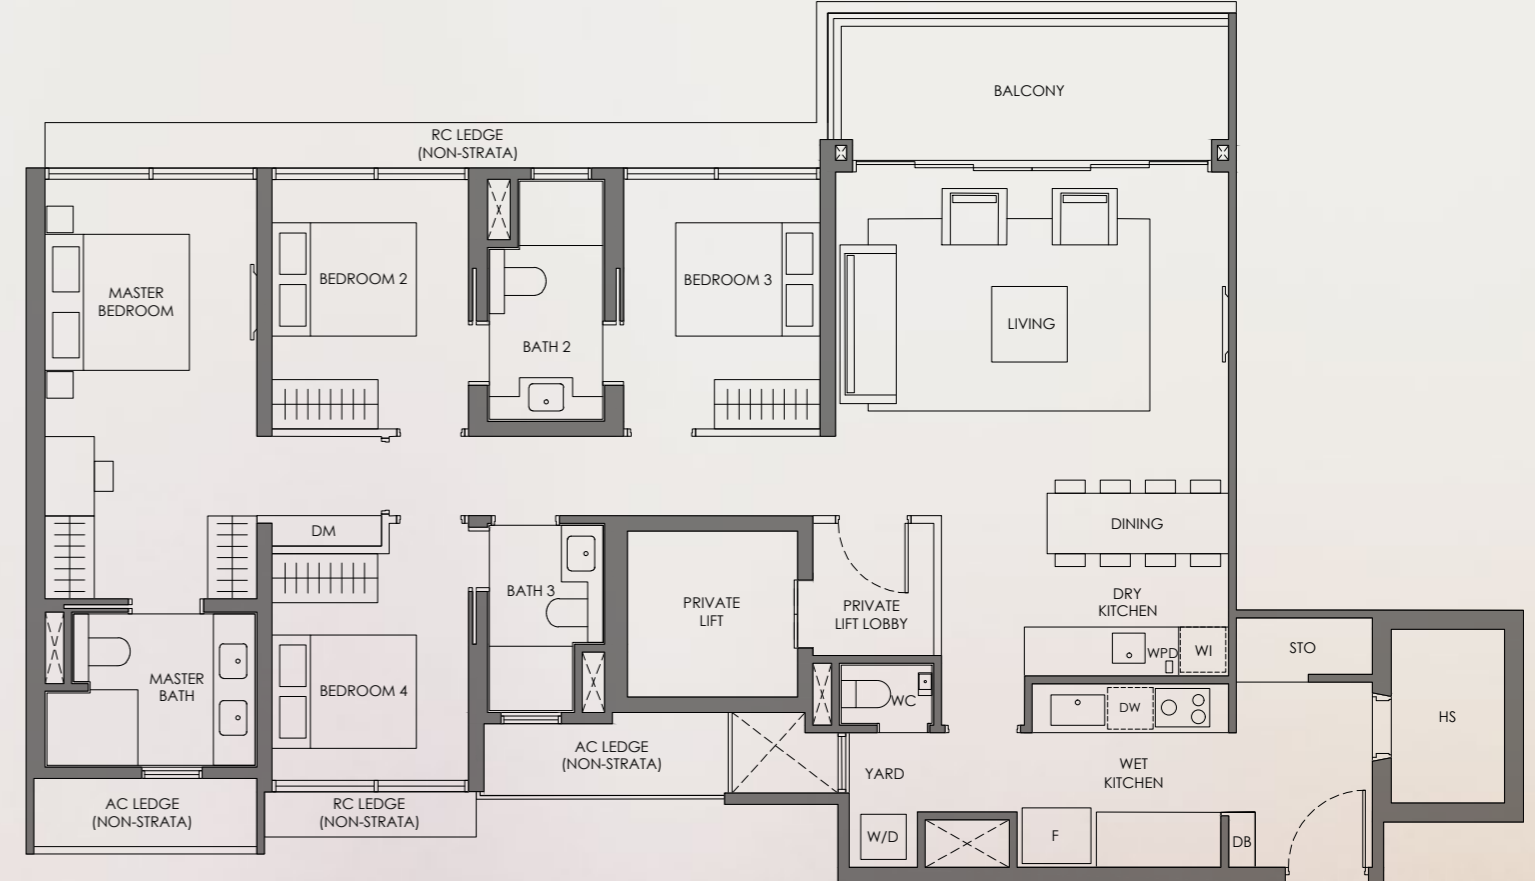 BALCONY
RC LEDGE
(NON-STRATA)
MASTER
BEDROOM
BEDROOM 2
BATH 2
BEDROOM 3
LIVING
DM
BATH 3
PRIVATE
LIFT
PRIVATE
LIFT LOBBY
DINING
DRY
KITCHEN
WPD
WI
STO
MASTER
BATH
BEDROOM 4
WC
DW
HS
AC LEDGE
(NON-STRATA)
YARD
WET
KITCHEN
AC LEDGE
(NON-STRATA)
RC LEDGE
(NON-STRATA)
W/D
F
DB